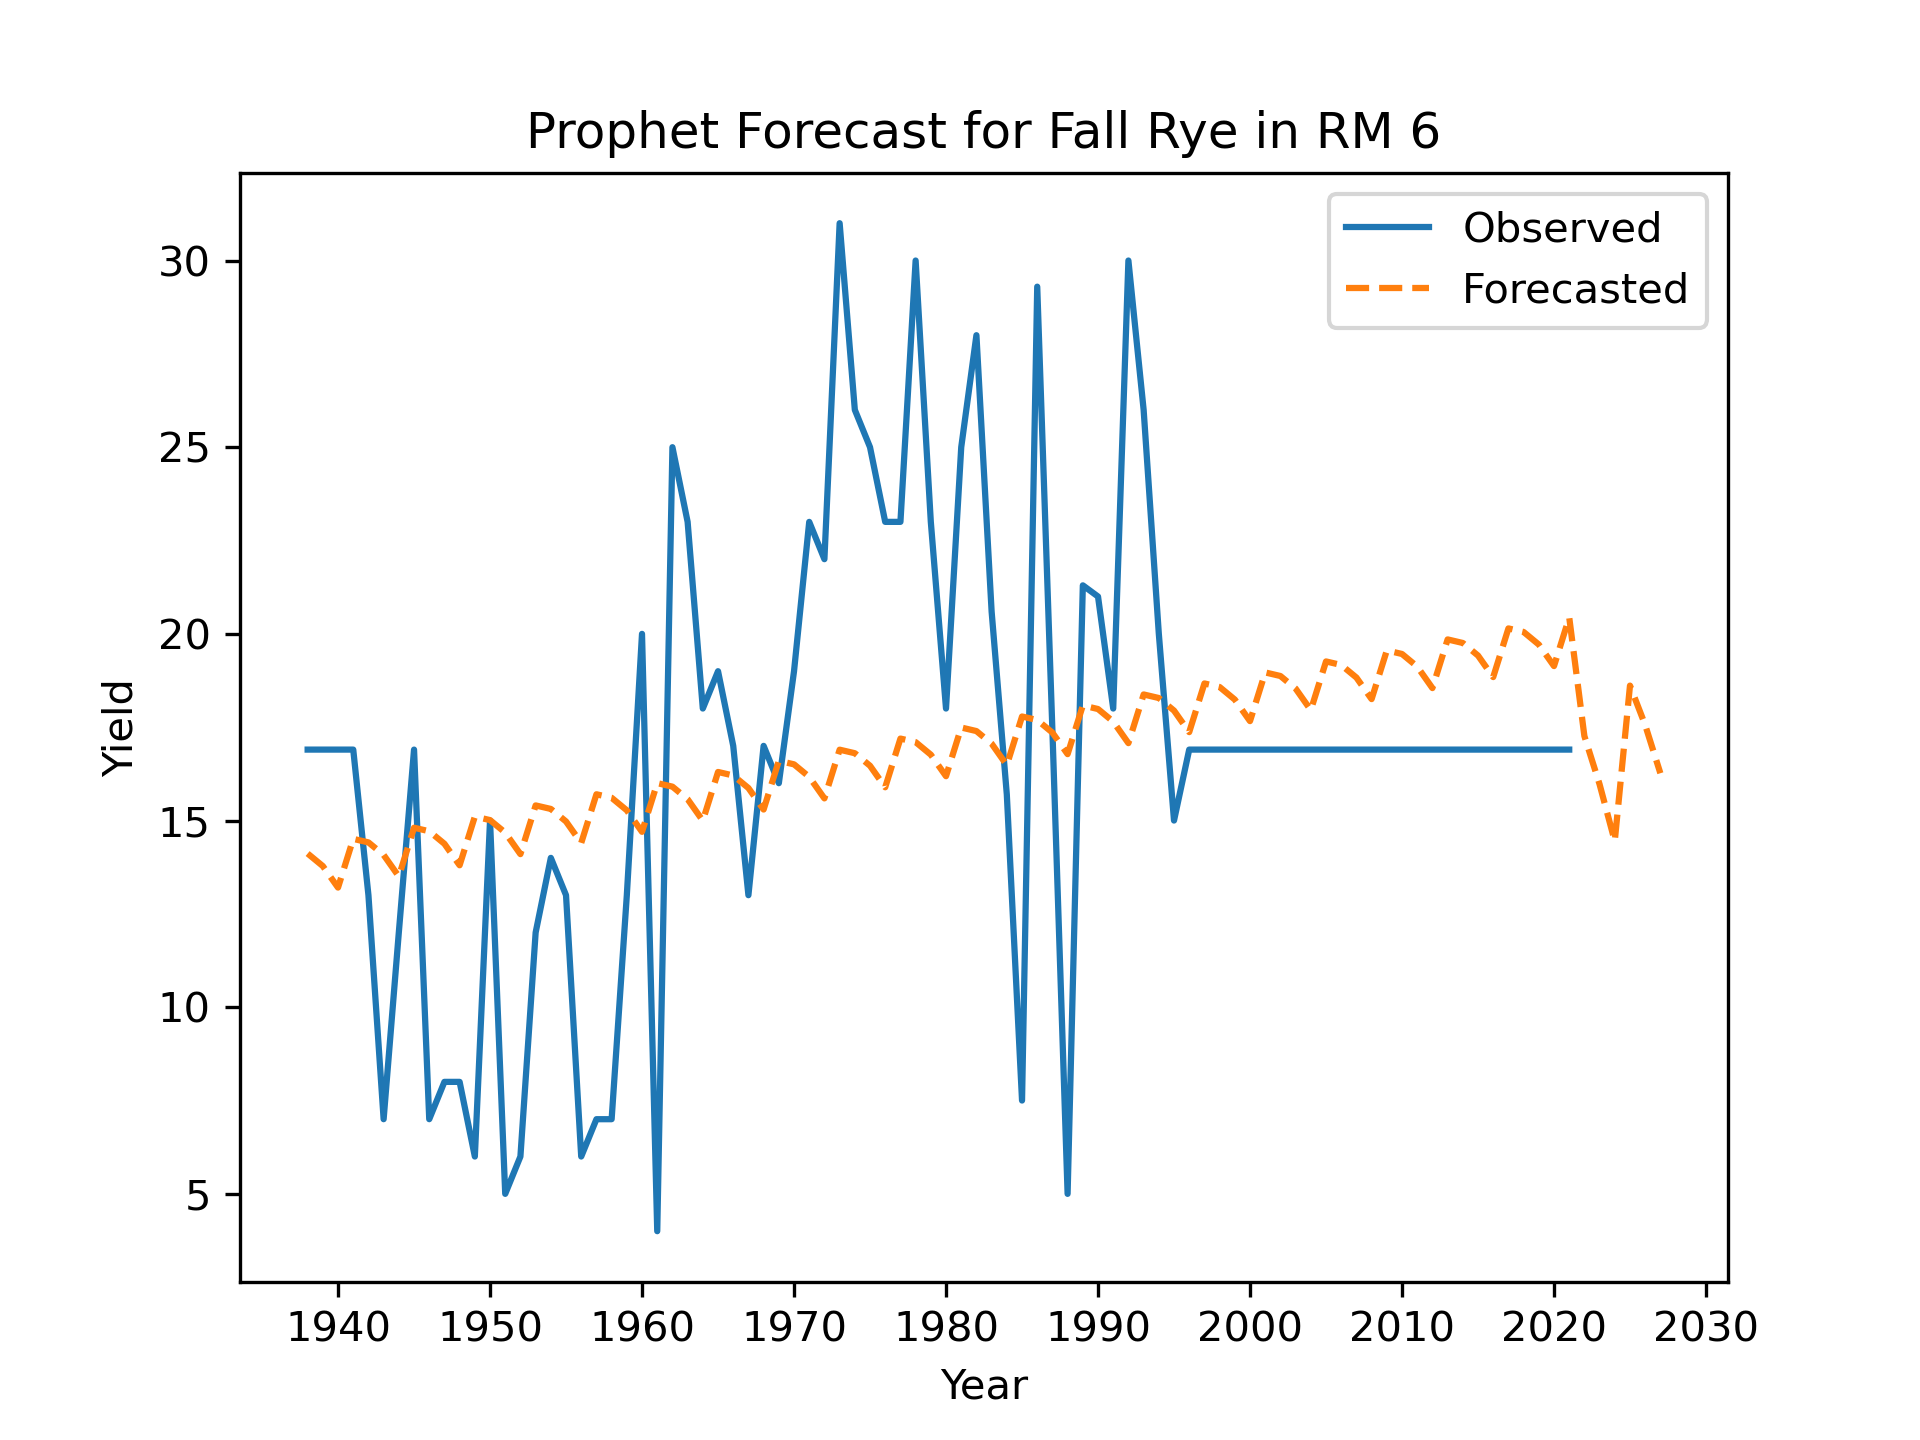 Prophet Forecast for Fall Rye in RM 6
Observed
Forecasted
30
25
20
15
10
5
Yield
1940 1950 1960 1970 1980 1990 2000 2010 2020 2030
Year